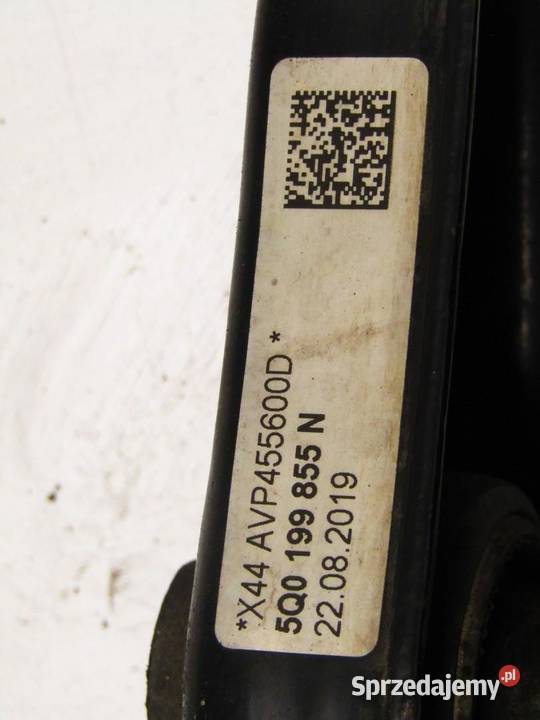 *X44 AVP455600D *
5Q0 199 855 N
22.08.2019
Sprzedajemy.pl